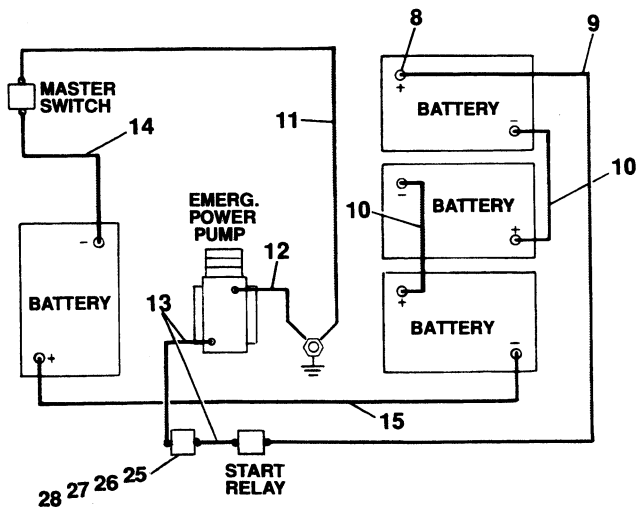 8
9
MASTER
SWITCH
+
BATTERY
11
14
-
10
EMERG.
POWER
PUMP
-
10
BATTERY
+
-
12
BATTERY
13
+
BATTERY
-
+
15
28 27 26 25
START
RELAY